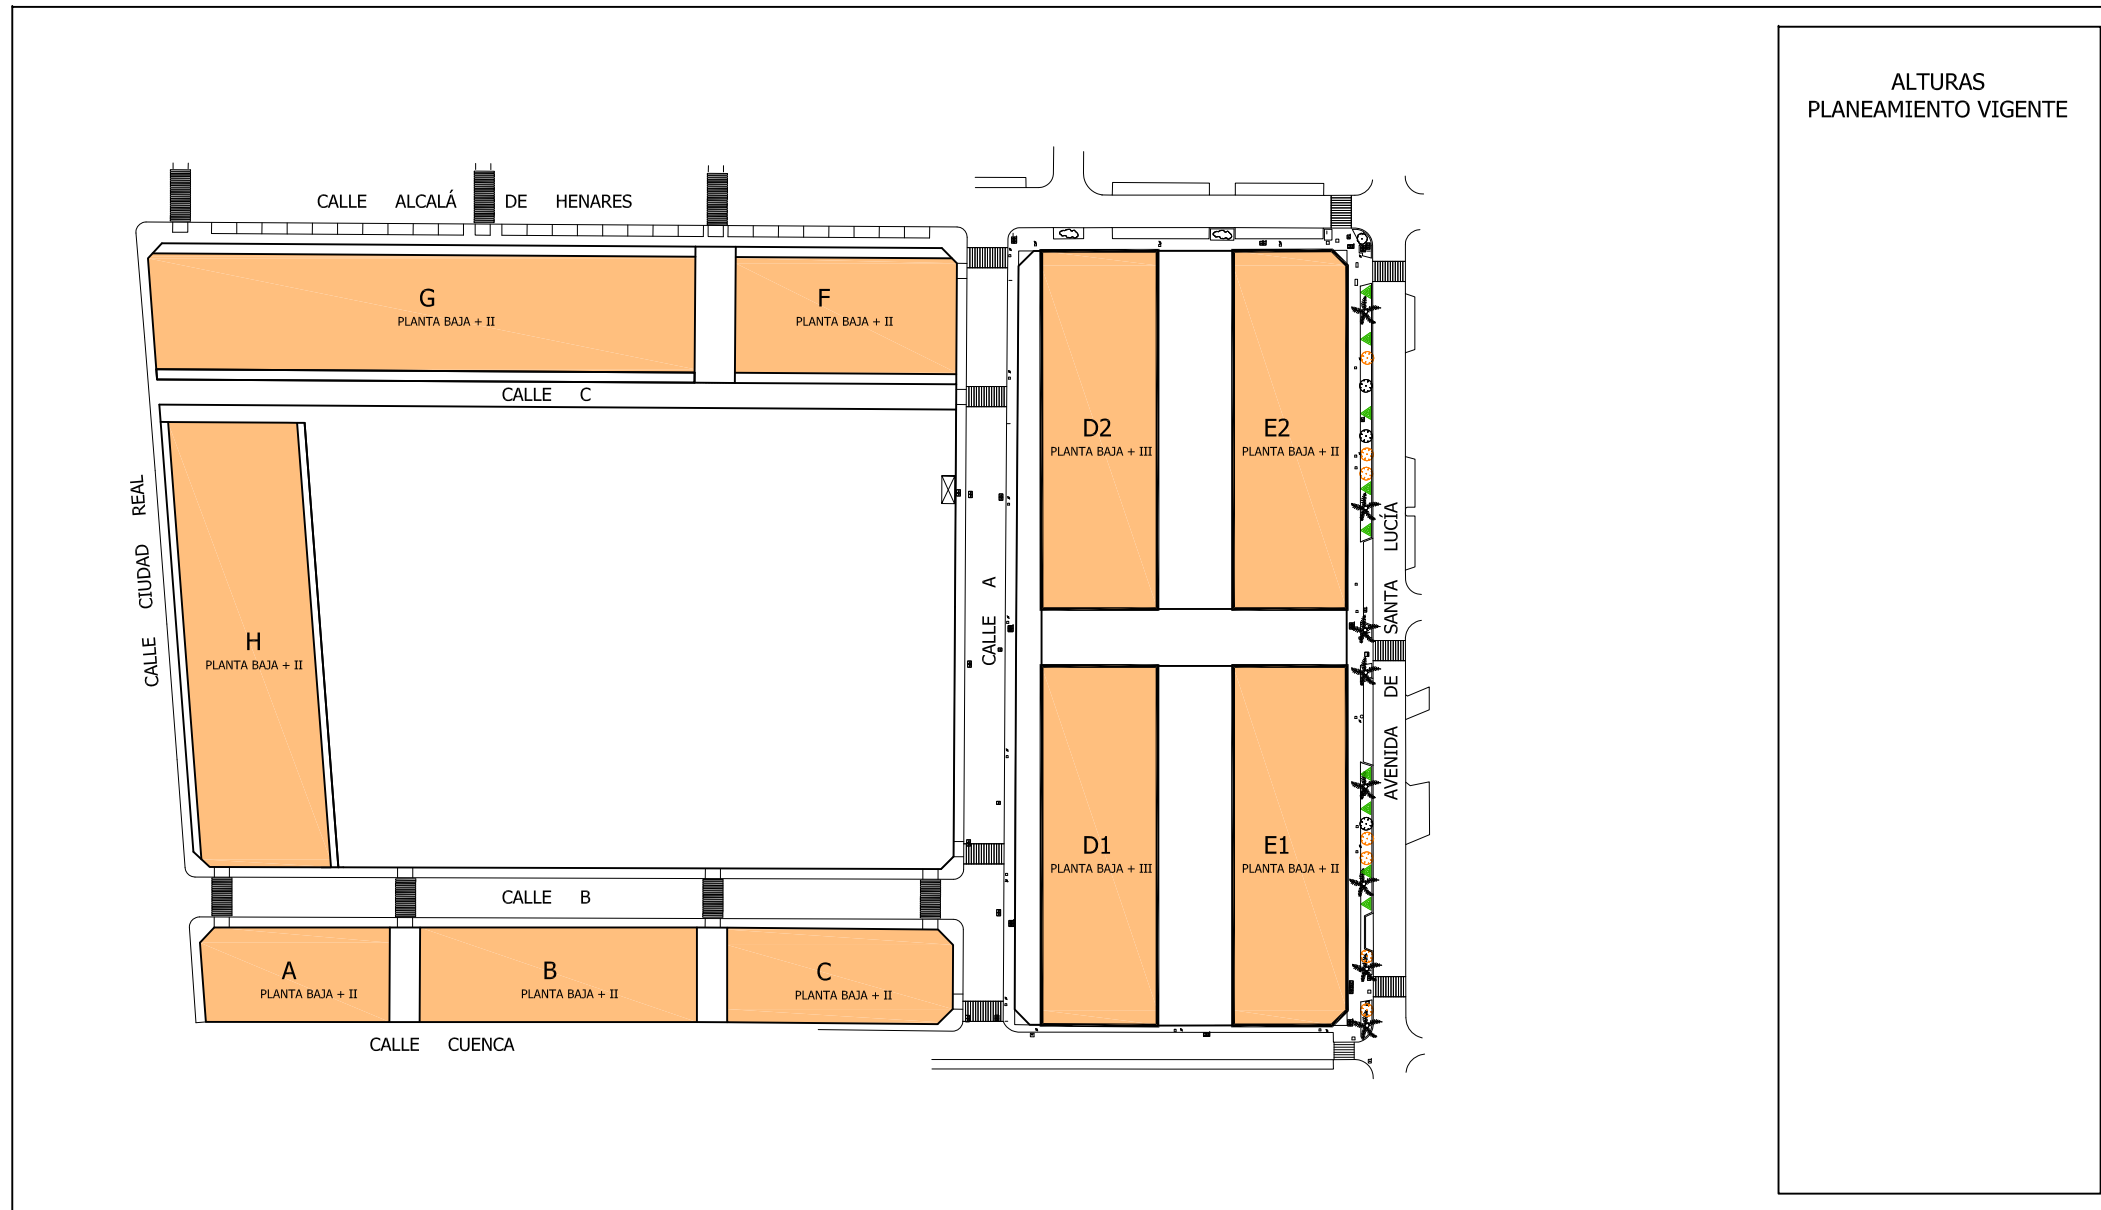 ALTURAS
PLANEAMIENTO VIGENTE
CALLE ALCALÁ DE HENARES
G
PLANTA BAJA + II
F
PLANTA BAJA + II
CALLE C
D2
PLANTA BAJA + III
E2
PLANTA BAJA + II
CALLE CIUDAD REAL
H
PLANTA BAJA + II
CALLE A
AVENIDA DE SANTA LUCÍA
D1
PLANTA BAJA + III
E1
PLANTA BAJA + II
CALLE B
A
PLANTA BAJA + II
B
PLANTA BAJA + II
C
PLANTA BAJA + II
CALLE CUENCA